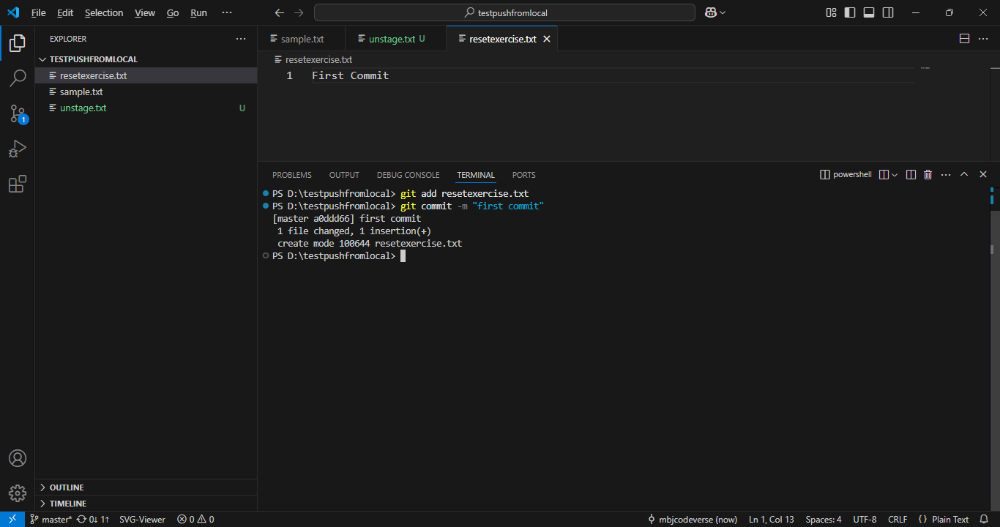 File Edit Selection View Go Run ··· testpushfromlocal
EXPLORER ···
TESTPUSHFROMLOCAL
resetexercise.txt
sample.txt
unstage.txt U
1
OUTLINE
TIMELINE
sample.txt unstage.txt U resetexercise.txt
resetexercise.txt
1 First Commit
PROBLEMS OUTPUT DEBUG CONSOLE TERMINAL PORTS powershell
PS D:\testpushfromlocal> git add resetexercise.txt
PS D:\testpushfromlocal> git commit -m "first commit"
[master a0ddd66] first commit
1 file changed, 1 insertion(+)
create mode 100644 resetexercise.txt
PS D:\testpushfromlocal>
master* 0↓ 1↑ SVG-Viewer 0 0 mbjcodeverse (now) Ln 1, Col 13 Spaces: 4 UTF-8 CRLF {} Plain Text